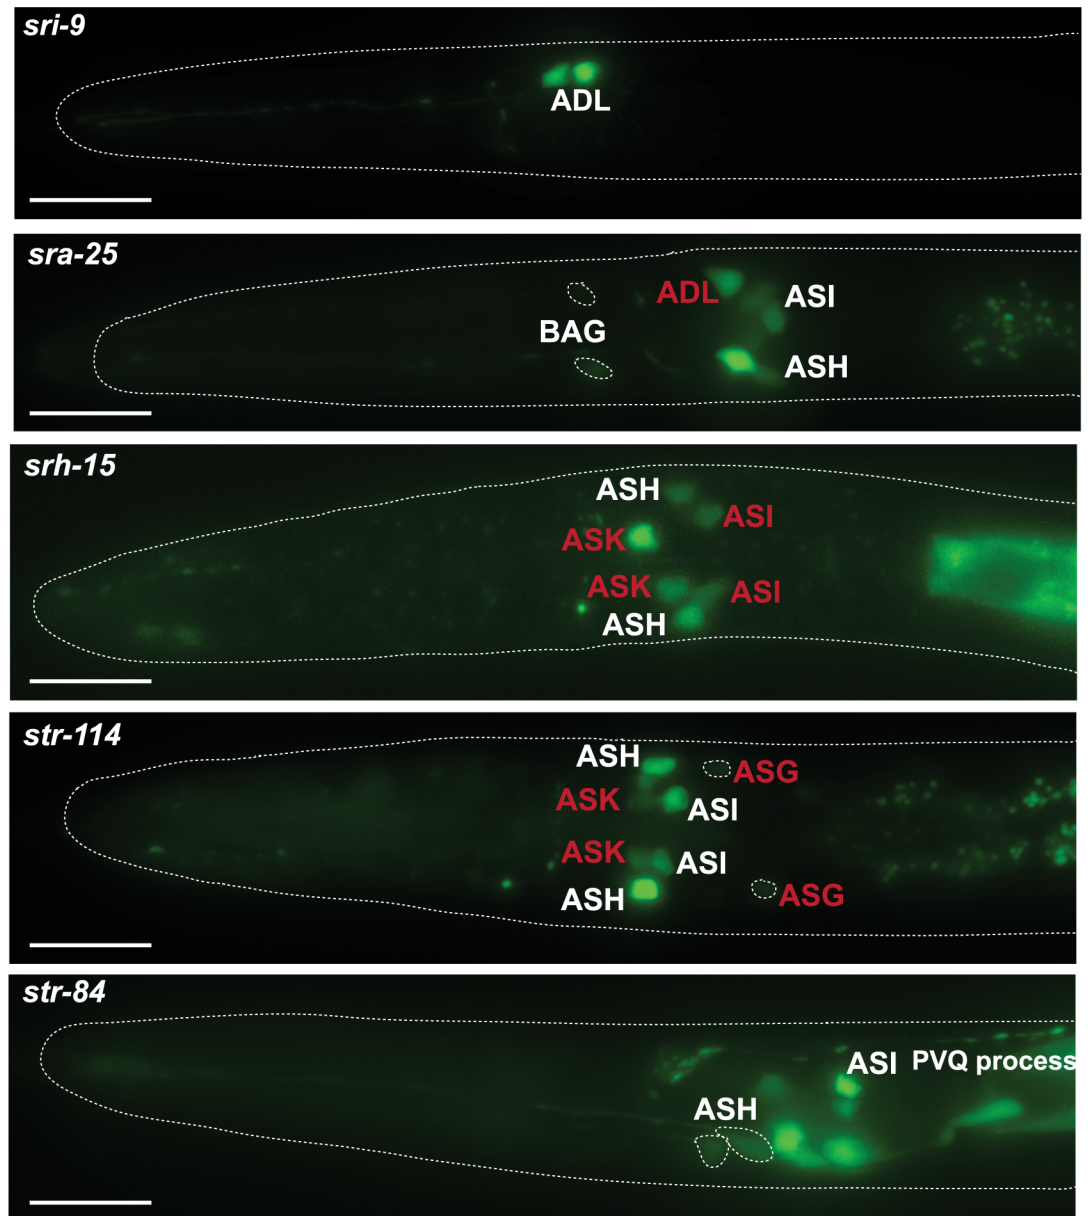 sri-9
ADL
sra-25
ADL
ASI
BAG
ASH
srh-15
ASH
ASI
ASK
ASK
ASI
ASH
str-114
ASH
ASG
ASK
ASI
ASK
ASI
ASH
ASG
str-84
ASI PVQ process
ASH